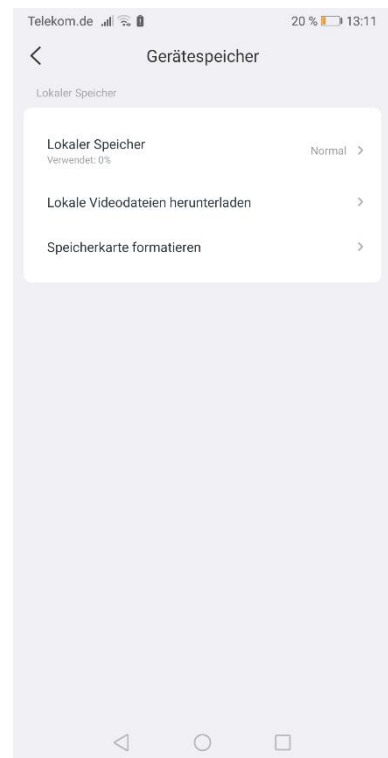 Telekom.de 20 % 13:11
Gerätespeicher
Lokaler Speicher
Lokaler Speicher
Normal
Verwendet: 0%
Lokale Videodateien herunterladen
Speicherkarte formatieren